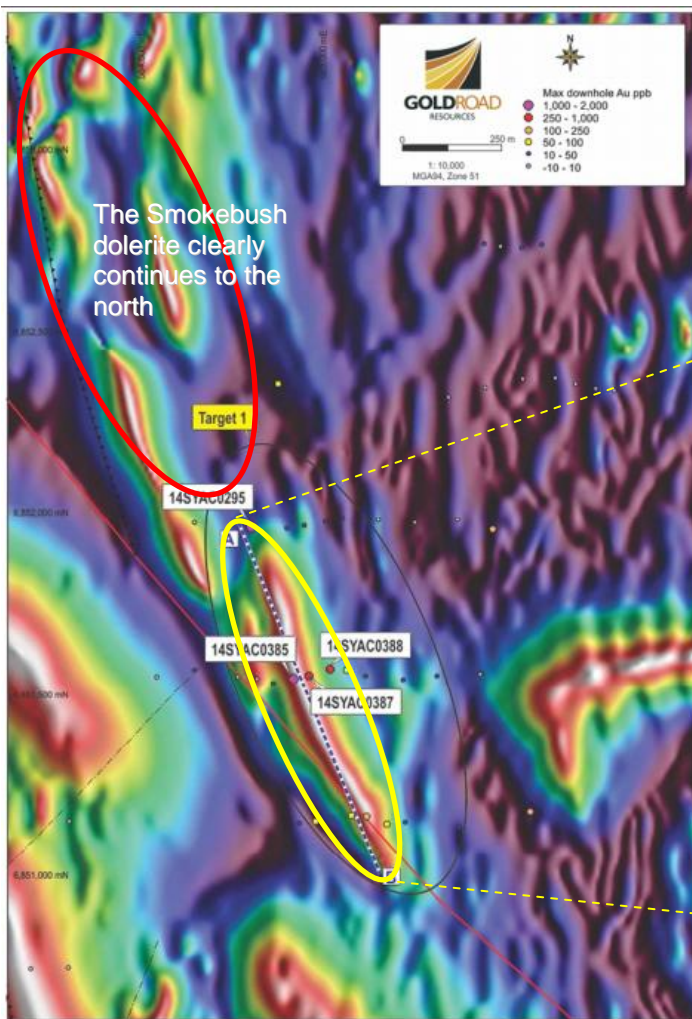 N
GOLDROAD
RESOURCES
0
250 m
1: 10,000
MGA94, Zone 51
Max downhole Au ppb
1,000 - 2,000
250 - 1,000
100 - 250
50 - 100
10 - 50
-10 - 10
The Smokebush
dolerite clearly
continues to the
north
Target 1
14SYAC0295
6,852,000 mN
A
14SYAC0385
14SYAC0388
14SYAC0387
6,851,000 mN